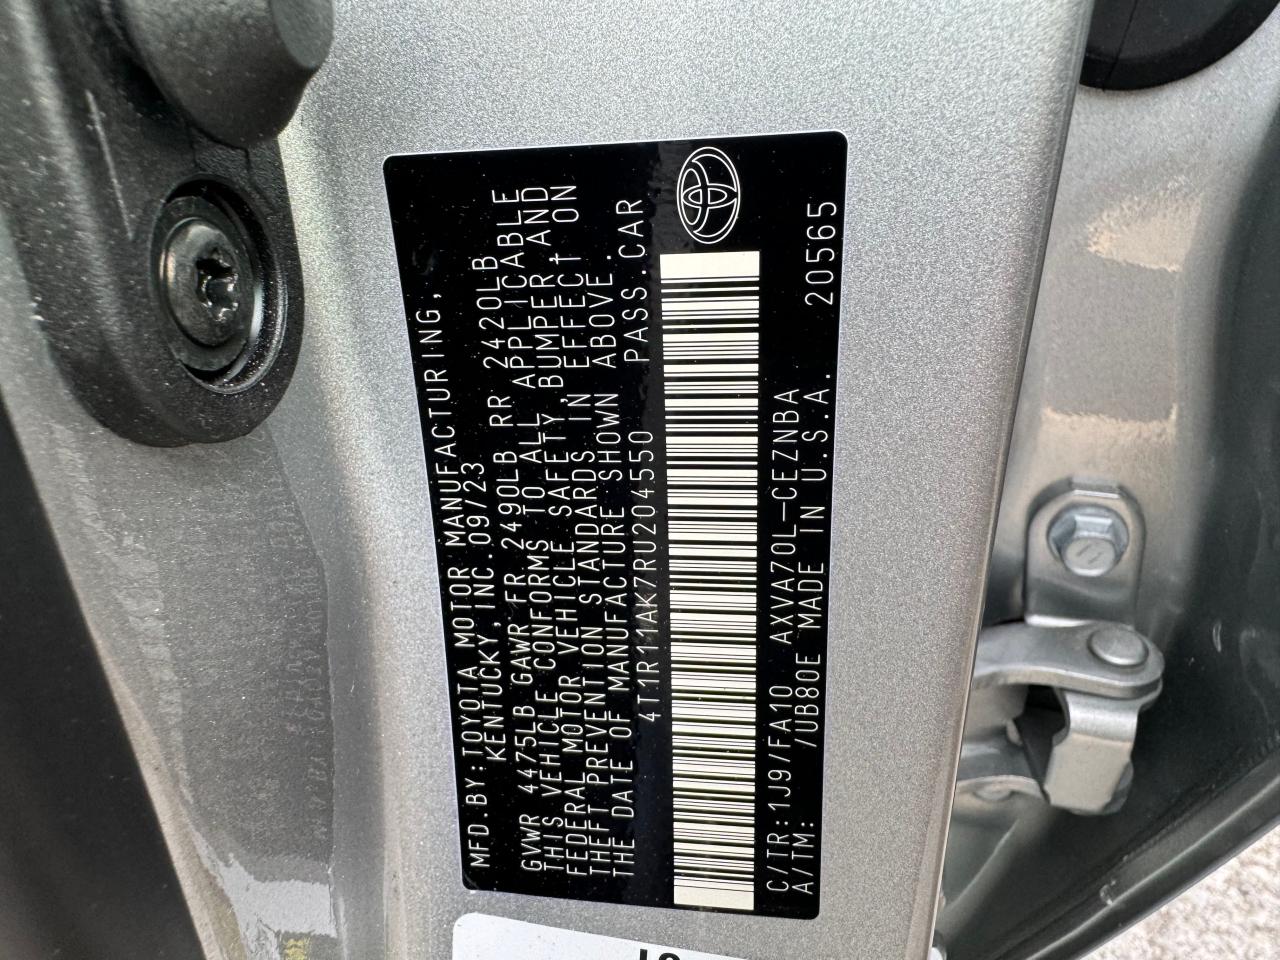 MFD.BY:TOYOTA MOTOR MANUFACTURING,
KENTUCKY,INC.09/23
GVWR 4475LB GAWR FR 2490LB RR 2420LB
THIS VEHICLE CONFORMS TO ALL APPLICABLE
FEDERAL MOTOR VEHICLE SAFETY,BUMPER,AND
THEFT PREVENTION STANDARDS IN EFFECT ON
THE DATE OF MANUFACTURE SHOWN ABOVE.
4T1R11AK7RU204550 PASS.CAR
C/TR:1J9/FA10 AXVA70L-CEZNBA
A/TM: /UB80E MADE IN U.S.A. 20565